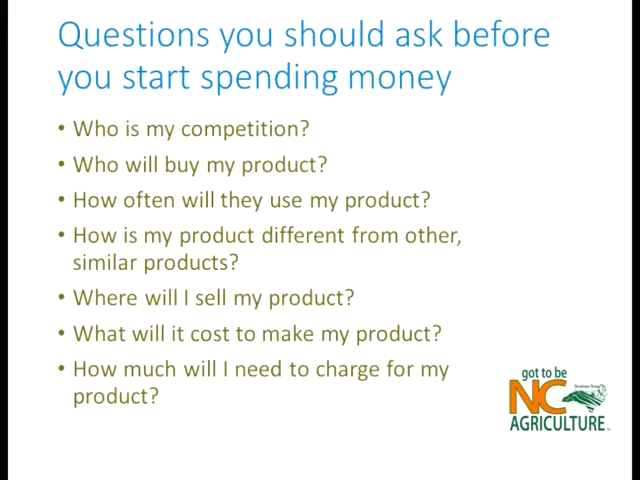 Questions you should ask before
you start spending money
• Who is my competition?
• Who will buy my product?
• How often will they use my product?
• How is my product different from other,
similar products?
• Where will I sell my product?
• What will it cost to make my product?
• How much will I need to charge for my
product?
got to be
NC
AGRICULTURE